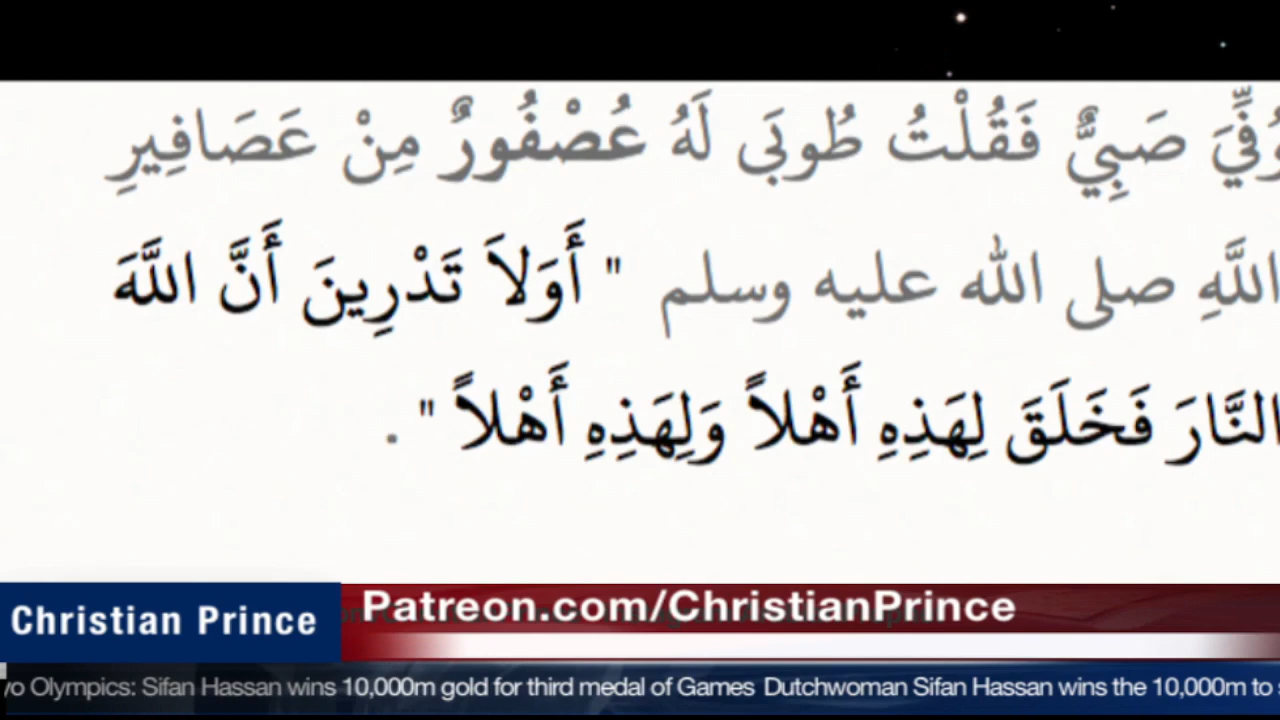 تُوُفِّيَ صَبِيٌّ فَقُلْتُ طُوبَى لَهُ عُصْفُورٌ مِنْ عَصَافِيرِ
اللَّهِ صلى الله عليه وسلم " أَوَلاَ تَدْرِينَ أَنَّ اللَّهَ
النَّارَ فَخَلَقَ لِهَذِهِ أَهْلاً وَلِهَذِهِ أَهْلاً " .
Christian Prince
Patreon.com/ChristianPrince
yo Olympics: Sifan Hassan wins 10,000m gold for third medal of Games Dutchwoman Sifan Hassan wins the 10,000m to